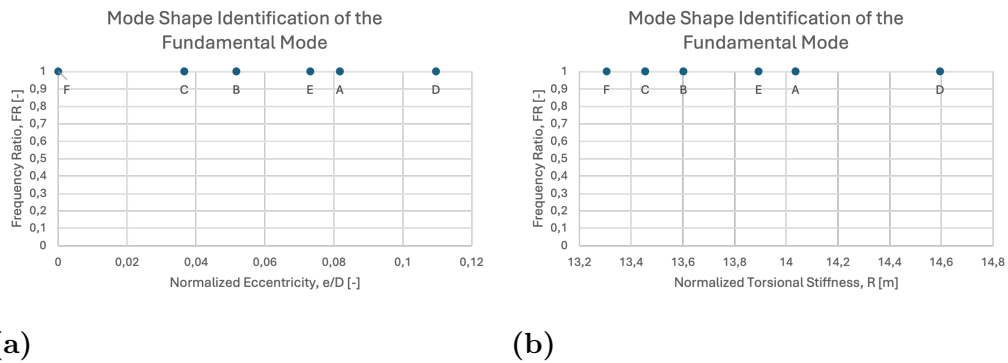 Mode Shape Identification of the
Fundamental Mode
Frequency Ratio, FR [-]
1
0,9
0,8
0,7
0,6
0,5
0,4
0,3
0,2
0,1
0
F C B E A D
0 0,02 0,04 0,06 0,08 0,1 0,12
Normalized Eccentricity, e/D [-]
(a)
Mode Shape Identification of the
Fundamental Mode
Frequency Ratio, FR [-]
1
0,9
0,8
0,7
0,6
0,5
0,4
0,3
0,2
0,1
0
F C B E A D
13,2 13,4 13,6 13,8 14 14,2 14,4 14,6 14,8
Normalized Torsional Stiffness, R [m]
(b)